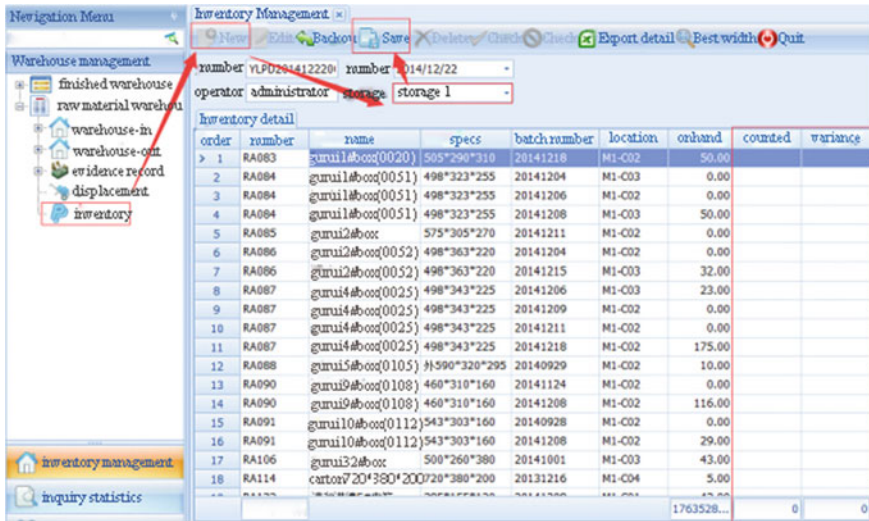 Nevigation Menu
Inventory Management
New Edit Backout Save Delete Check Check Export detail Best width Quit
Warehouse management
finished warehouse
raw material warehou
warehouse-in
warehouse-out
evidence record
displacement
inventory
number YLPD201412220 number 2014/12/22
operator administrator storage storage 1
Inventory detail
order number name specs batch number location onhand counted variance
1 RA083 gurui1#box(0020) 505*290*310 20141218 M1-C02 50.00
2 RA084 gurui1#box(0051) 498*323*255 20141204 M1-C03 0.00
3 RA084 gurui1#box(0051) 498*323*255 20141206 M1-C02 0.00
4 RA084 gurui1#box(0051) 498*323*255 20141208 M1-C03 50.00
5 RA085 gurui2#box 575*305*270 20141211 M1-C02 0.00
6 RA086 gurui2#box(0052) 498*363*220 20141204 M1-C02 0.00
7 RA086 gurui2#box(0052) 498*363*220 20141215 M1-C03 32.00
8 RA087 gurui4#box(0025) 498*343*225 20141206 M1-C03 23.00
9 RA087 gurui4#box(0025) 498*343*225 20141209 M1-C02 0.00
10 RA087 gurui4#box(0025) 498*343*225 20141211 M1-C02 0.00
11 RA087 gurui4#box(0025) 498*343*225 20141218 M1-C02 175.00
12 RA088 gurui5#box(0105) 外590*320*295 20140929 M1-C02 10.00
13 RA090 gurui9#box(0108) 460*310*160 20141124 M1-C02 0.00
14 RA090 gurui9#box(0108) 460*310*160 20141208 M1-C02 116.00
15 RA091 gurui10#box(0112) 543*303*160 20140928 M1-C02 0.00
16 RA091 gurui10#box(0112) 543*303*160 20141208 M1-C02 29.00
17 RA106 gurui32#box 500*260*380 20141001 M1-C03 43.00
18 RA114 carton720*380*200 720*380*200 20131216 M1-C04 5.00
1763528... 0 0
inventory management
inquiry statistics